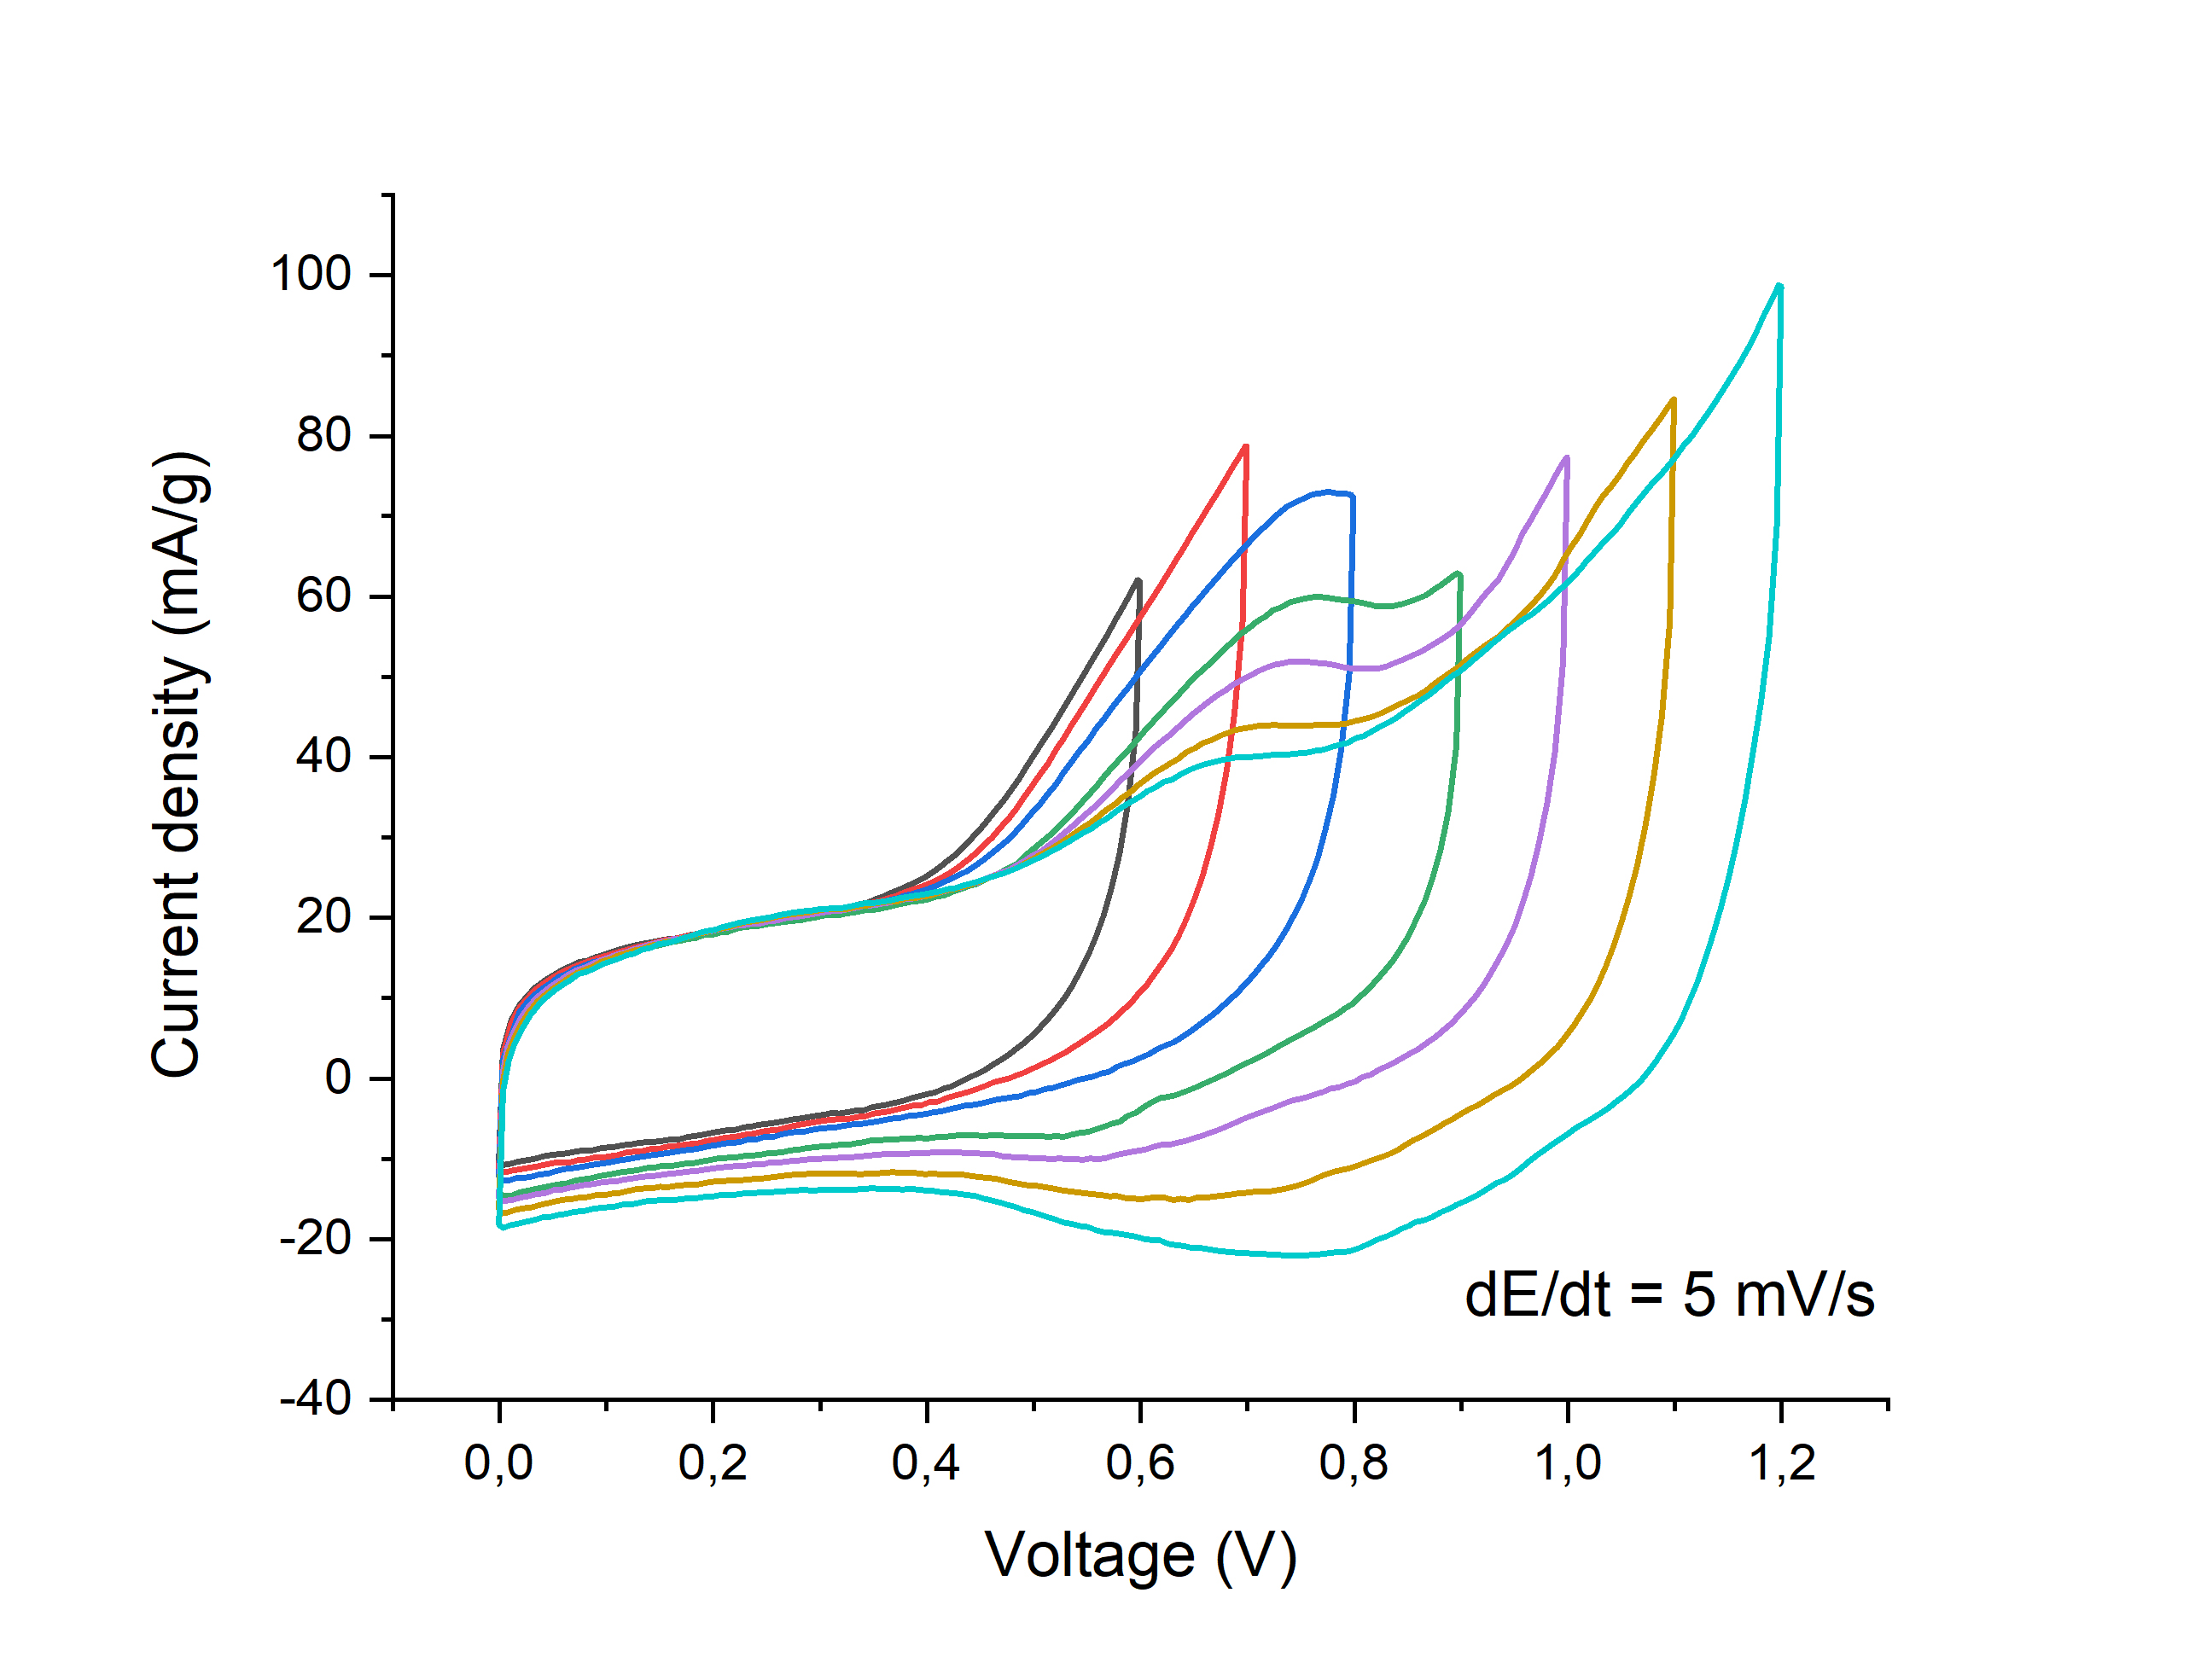 Current density (mA/g)
100
80
60
40
20
0
-20
-40
dE/dt = 5 mV/s
0,0 0,2 0,4 0,6 0,8 1,0 1,2
Voltage (V)